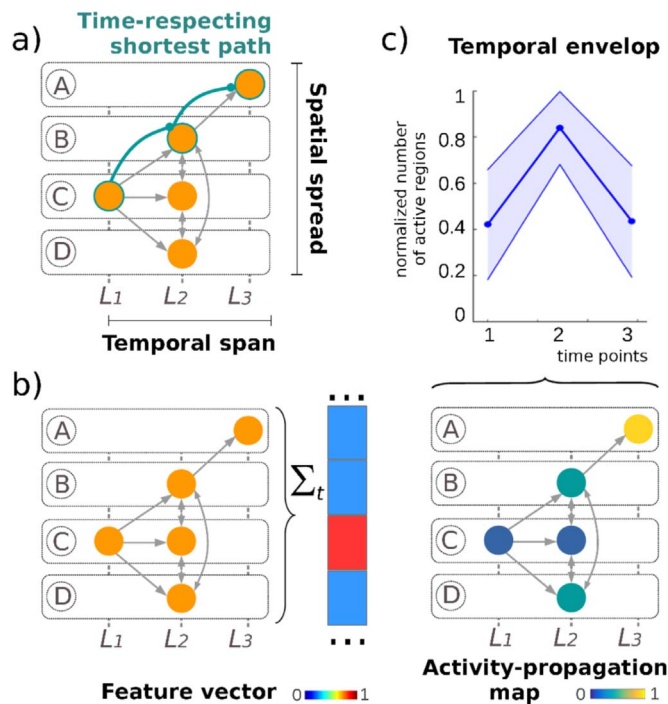 a)
Time-respecting
shortest path
A
B
C
D
L1 L2 L3
Temporal span
Spatial spread
c)
Temporal envelop
normalized number
of active regions
1
0.8
0.6
0.4
0.2
0
1 2 3
time points
b)
A
B
C
D
L1 L2 L3
Σt
...
...
Feature vector 0 1
A
B
C
D
L1 L2 L3
Activity-propagation
map 0 1